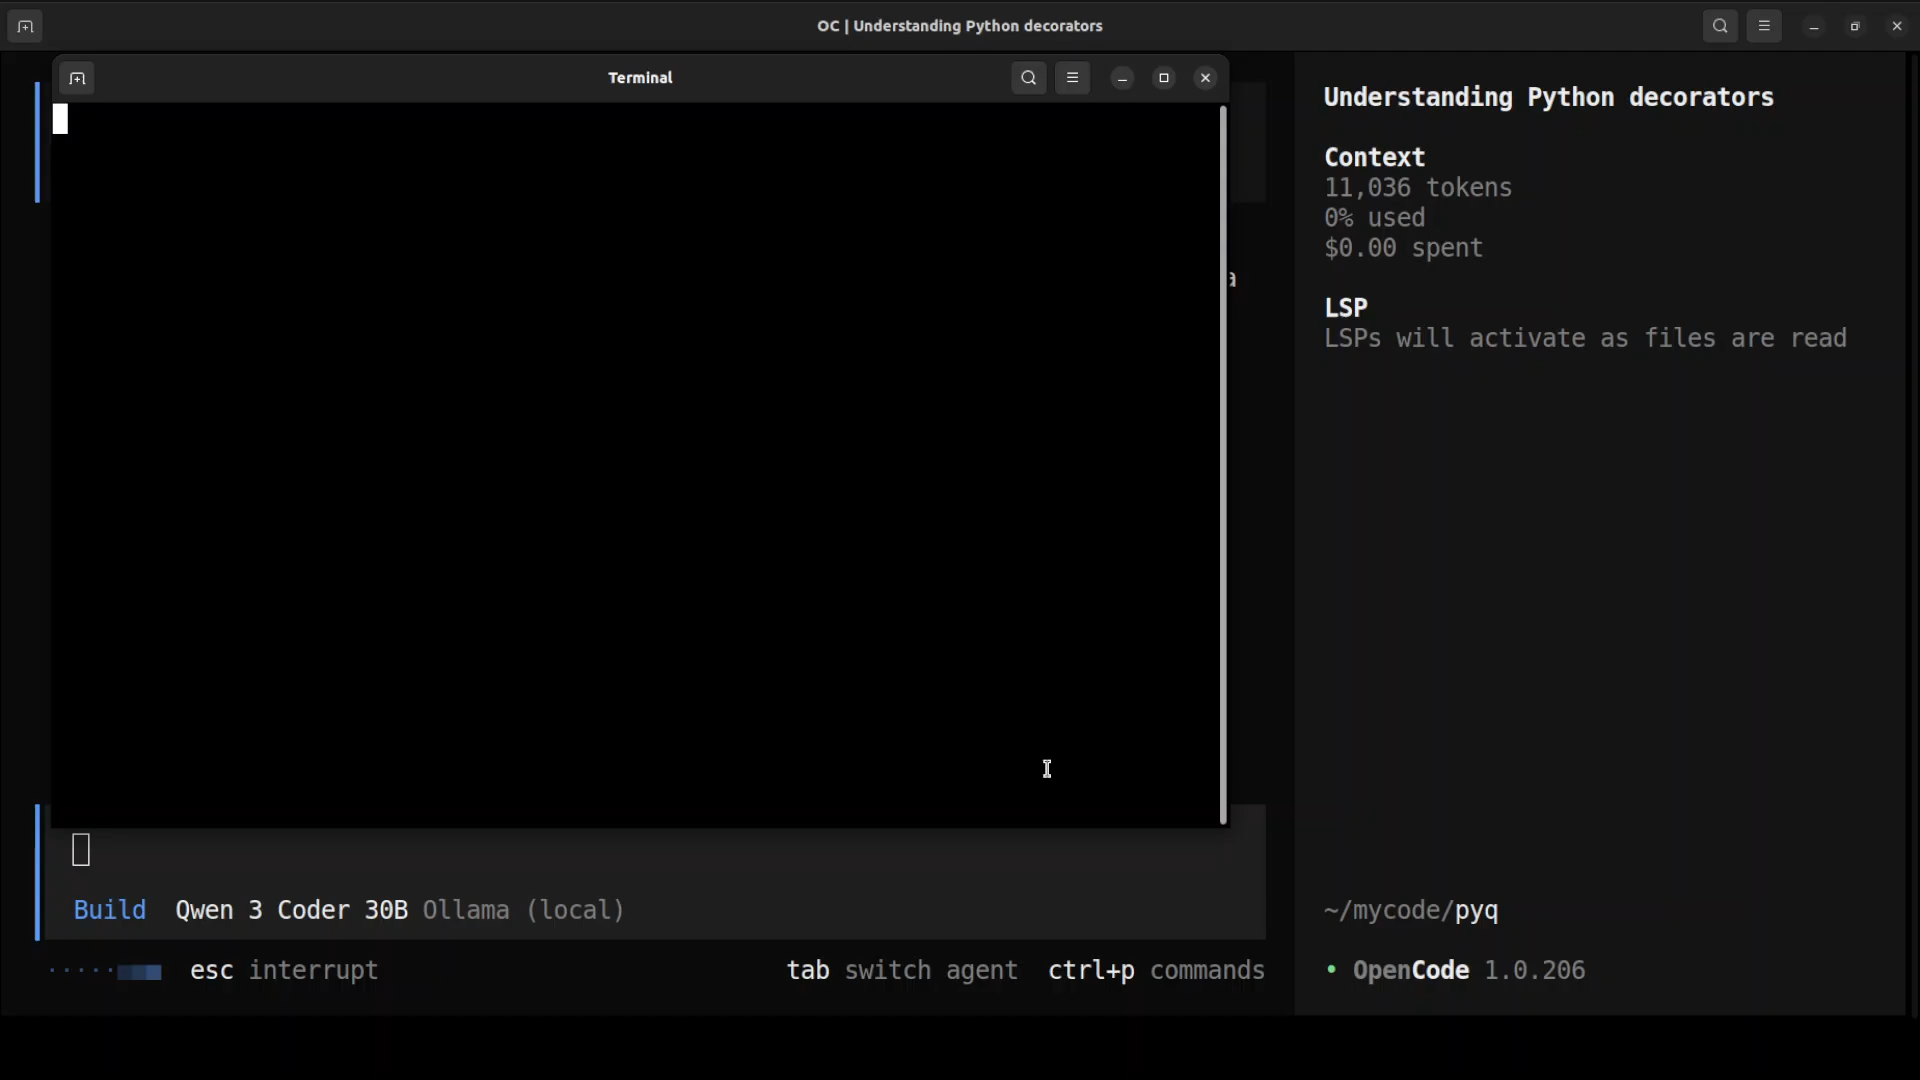 OC | Understanding Python decorators
Terminal
a
Understanding Python decorators
Context
11,036 tokens
0% used
$0.00 spent
LSP
LSPs will activate as files are read
Build Qwen 3 Coder 30B Ollama (local)
esc interrupt
tab switch agent ctrl+p commands
~/mycode/pyq
• OpenCode 1.0.206